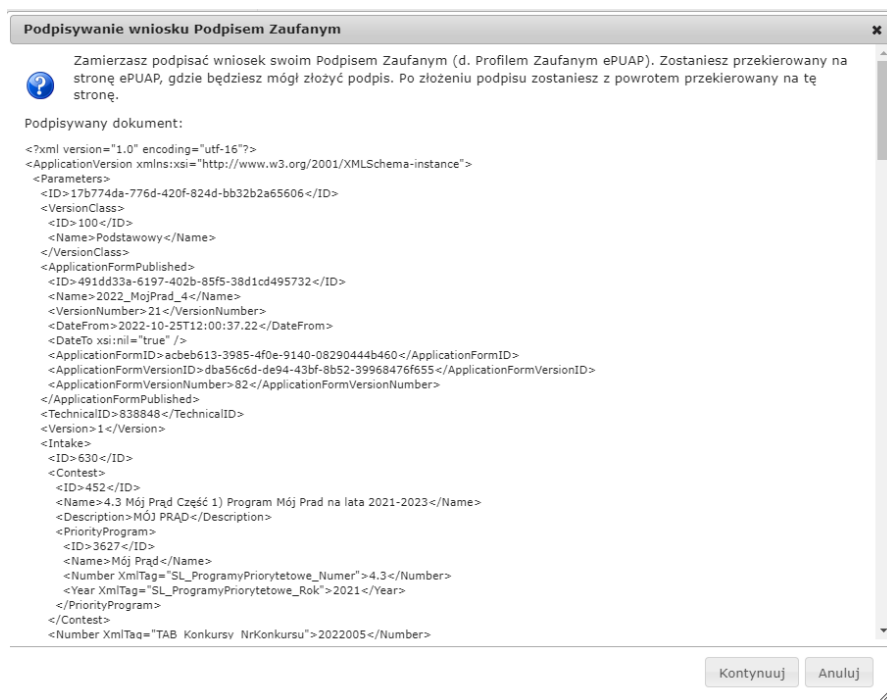 Podpisywanie wniosku Podpisem Zaufanym
Zamierzasz podpisać wniosek swoim Podpisem Zaufanym (d. Profilem Zaufanym ePUAP). Zostaniesz przekierowany na
stronę ePUAP, gdzie będziesz mógł złożyć podpis. Po złożeniu podpisu zostaniesz z powrotem przekierowany na tę
stronę.
Podpisywany dokument:
<?xml version="1.0" encoding="utf-16"?>
<ApplicationVersion xmlns:xsi="http://www.w3.org/2001/XMLSchema-instance">
<Parameters>
<ID>17b774da-776d-420f-824d-bb32b2a65606</ID>
<VersionClass>
<ID>100</ID>
<Name>Podstawowy</Name>
</VersionClass>
<ApplicationFormPublished>
<ID>491dd33a-6197-402b-85f5-38d1cd495732</ID>
<Name>2022_MojPrad_4</Name>
<VersionNumber>21</VersionNumber>
<DateFrom>2022-10-25T12:00:37.22</DateFrom>
<DateTo xsi:nil="true" />
<ApplicationFormID>acbeb613-3985-4f0e-9140-08290444b460</ApplicationFormID>
<ApplicationFormVersionID>dba56c6d-de94-43bf-8b52-39968476f655</ApplicationFormVersionID>
<ApplicationFormVersionNumber>82</ApplicationFormVersionNumber>
</ApplicationFormPublished>
<TechnicalID>838848</TechnicalID>
<Version>1</Version>
<Intake>
<ID>630</ID>
<Contest>
<ID>452</ID>
<Name>4.3 Mój Prąd Część 1) Program Mój Prad na lata 2021-2023</Name>
<Description>MÓJ PRĄD</Description>
<PriorityProgram>
<ID>3627</ID>
<Name>Mój Prąd</Name>
<Number XmlTag="SL_ProgramyPriorytetowe_Numer">4.3</Number>
<Year XmlTag="SL_ProgramyPriorytetowe_Rok">2021</Year>
</PriorityProgram>
</Contest>
<Number XmlTag="TAB_Konkursy_NrKonkursu">2022005</Number>
Kontynuuj Anuluj